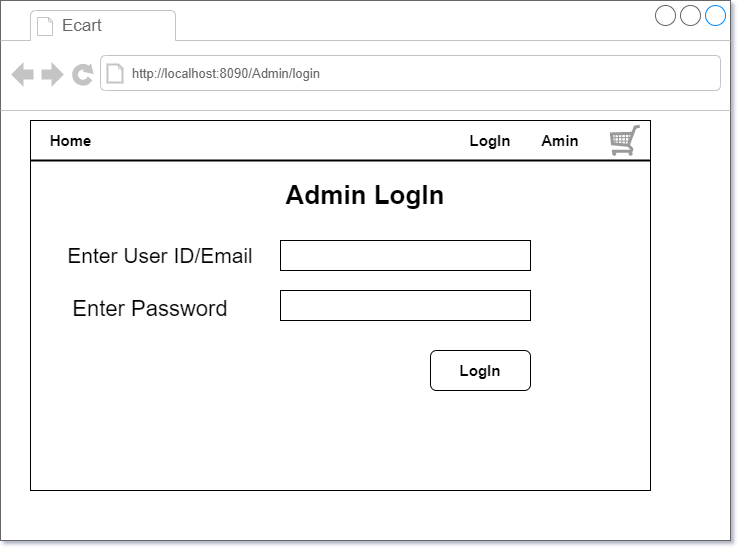 Ecart
http://localhost:8090/Admin/login
Home LogIn Amin
Admin LogIn
Enter User ID/Email
Enter Password
LogIn